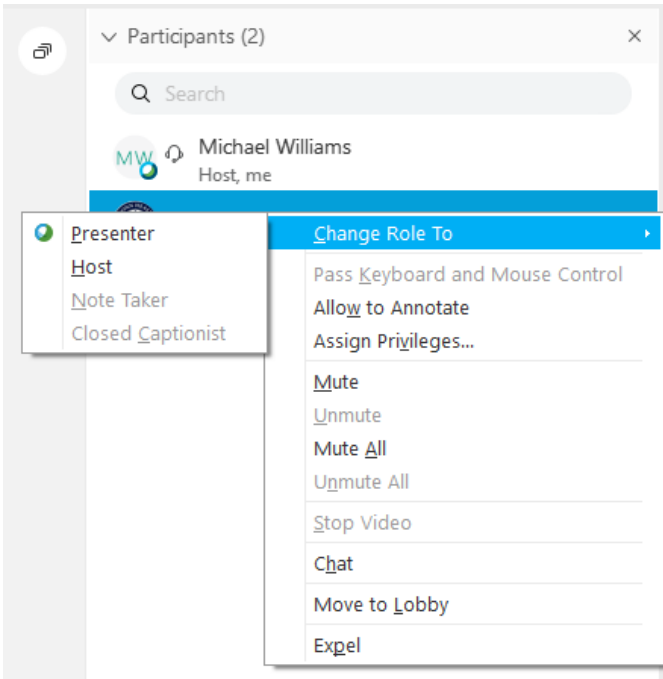 Participants (2)
Search
MW
Michael Williams
Host, me
Presenter
Host
Note Taker
Closed Captionist
Change Role To
Pass Keyboard and Mouse Control
Allow to Annotate
Assign Privileges...
Mute
Unmute
Mute All
Unmute All
Stop Video
Chat
Move to Lobby
Expel